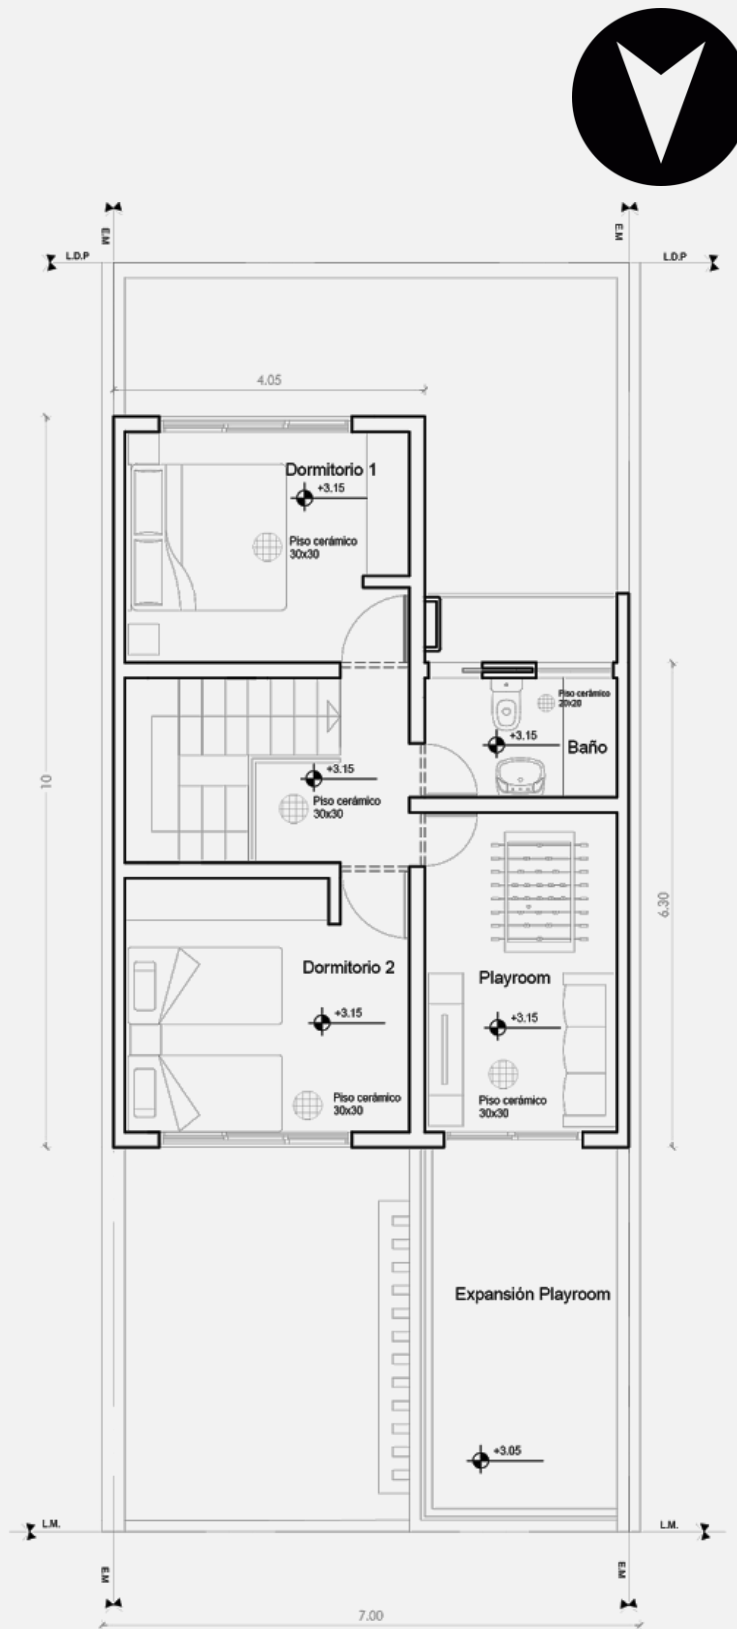 E.M
E.M
L.D.P
L.D.P
4.05
Dormitorio 1
+3.15
Piso cerámico
30x30
10
+3.15
Piso cerámico
30x30
Piso cerámico
20x20
+3.15
Baño
6.30
Dormitorio 2
+3.15
Piso cerámico
30x30
Playroom
+3.15
Piso cerámico
30x30
Expansión Playroom
+3.05
L.M.
L.M.
E.M
E.M
7.00